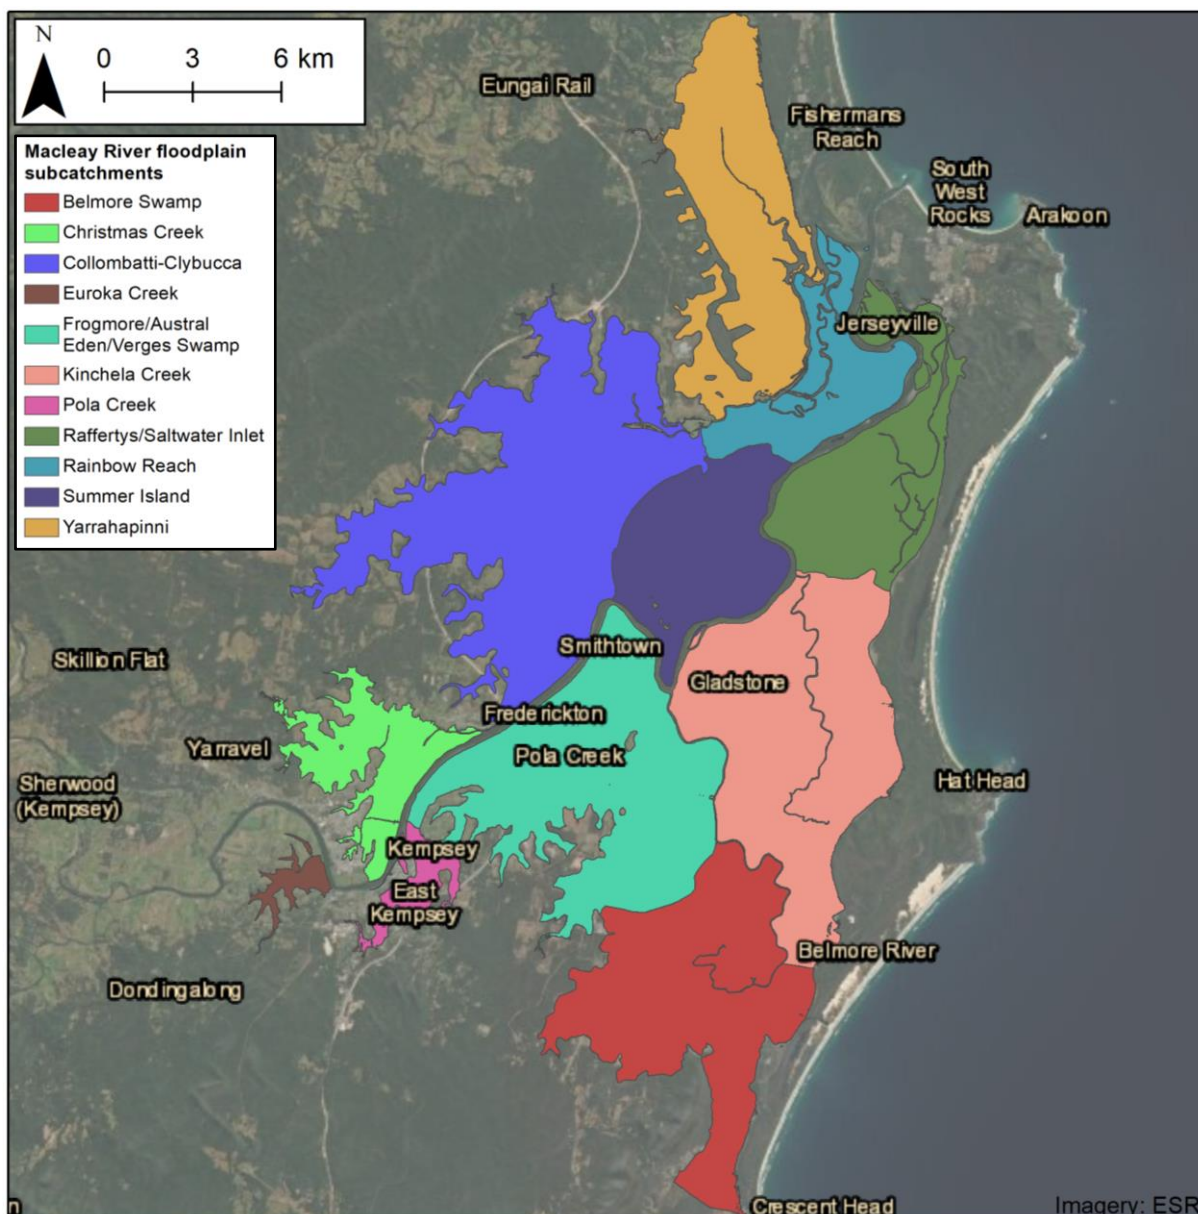 N
0 3 6 km
Macleay River floodplain
subcatchments
Belmore Swamp
Christmas Creek
Collombatti-Clybucca
Euroka Creek
Frogmore/Austral
Eden/Verges Swamp
Kinchela Creek
Pola Creek
Raffertys/Saltwater Inlet
Rainbow Reach
Summer Island
Yarrahapinni
Eungai Rail
Fishermans
Reach
South
West
Rocks
Arakoon
Jerseyville
Smithtown
Skillion Flat
Gladstone
Frederickton
Yarravel
Pola Creek
Sherwood
(Kempsey)
Hat Head
Kempsey
East
Kempsey
Belmore River
Dondingalong
Crescent Head
Imagery: ESR